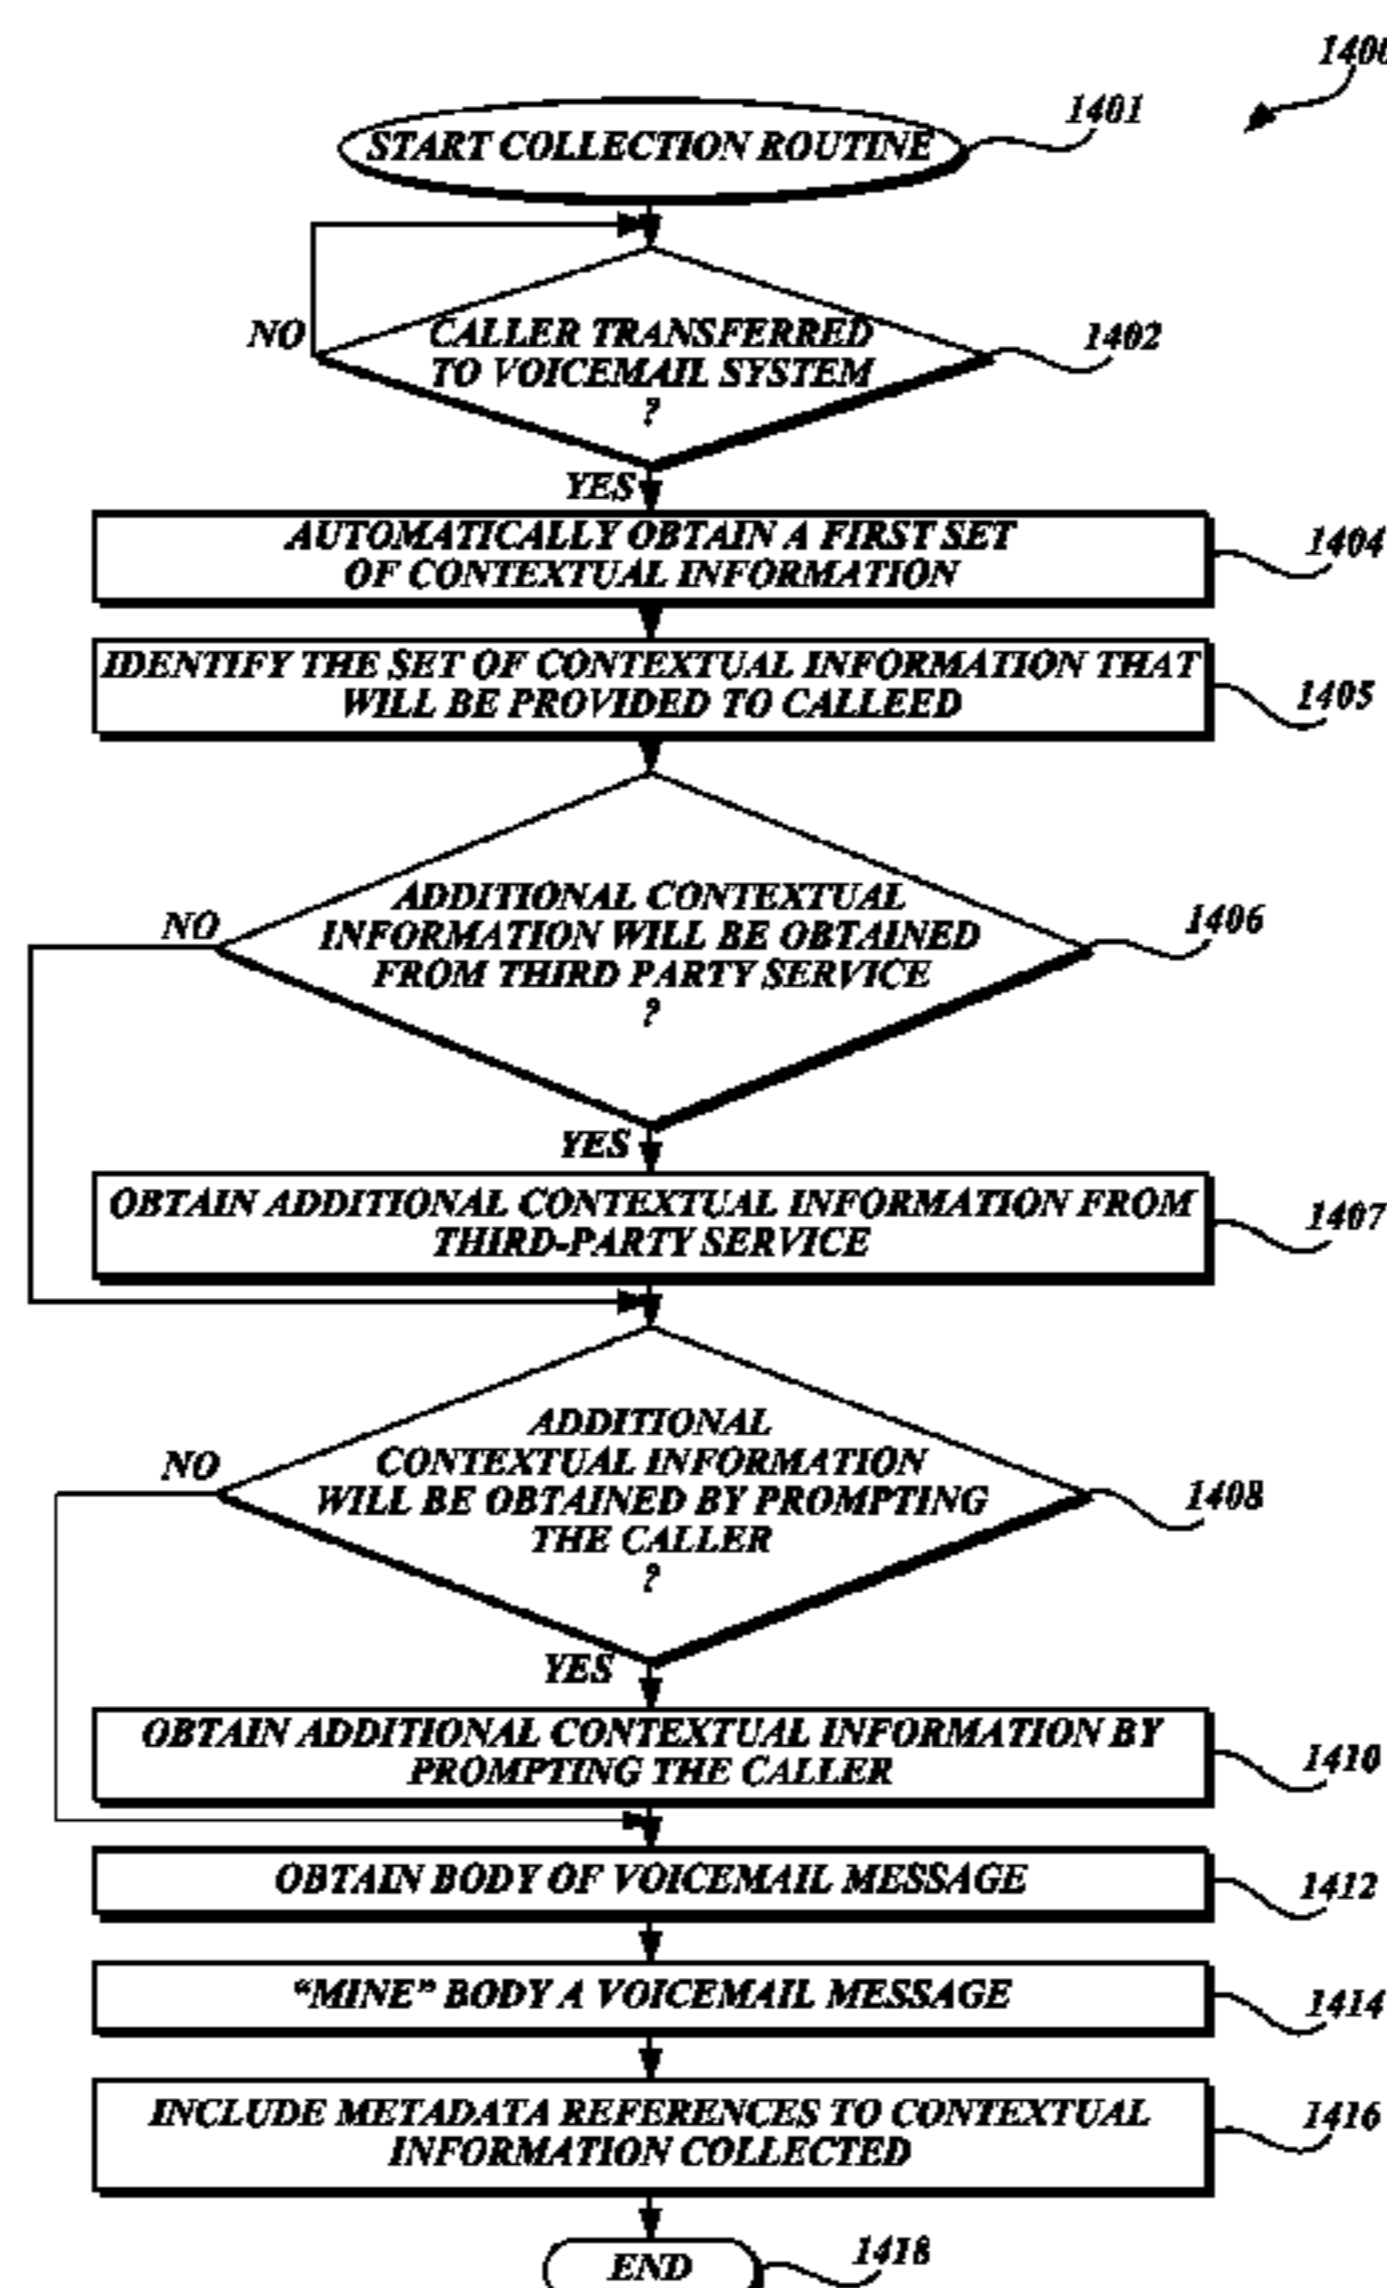 1400
START COLLECTION ROUTINE
1401
NO
CALLER TRANSFERRED
TO VOICEMAIL SYSTEM
?
1402
YES
AUTOMATICALLY OBTAIN A FIRST SET
OF CONTEXTUAL INFORMATION
1404
IDENTIFY THE SET OF CONTEXTUAL INFORMATION THAT
WILL BE PROVIDED TO CALLEED
1405
NO
ADDITIONAL CONTEXTUAL
INFORMATION WILL BE OBTAINED
FROM THIRD PARTY SERVICE
?
1406
YES
OBTAIN ADDITIONAL CONTEXTUAL INFORMATION FROM
THIRD-PARTY SERVICE
1407
NO
ADDITIONAL
CONTEXTUAL INFORMATION
WILL BE OBTAINED BY PROMPTING
THE CALLER
?
1408
YES
OBTAIN ADDITIONAL CONTEXTUAL INFORMATION BY
PROMPTING THE CALLER
1410
OBTAIN BODY OF VOICEMAIL MESSAGE
1412
“MINE” BODY A VOICEMAIL MESSAGE
1414
INCLUDE METADATA REFERENCES TO CONTEXTUAL
INFORMATION COLLECTED
1416
END
1418